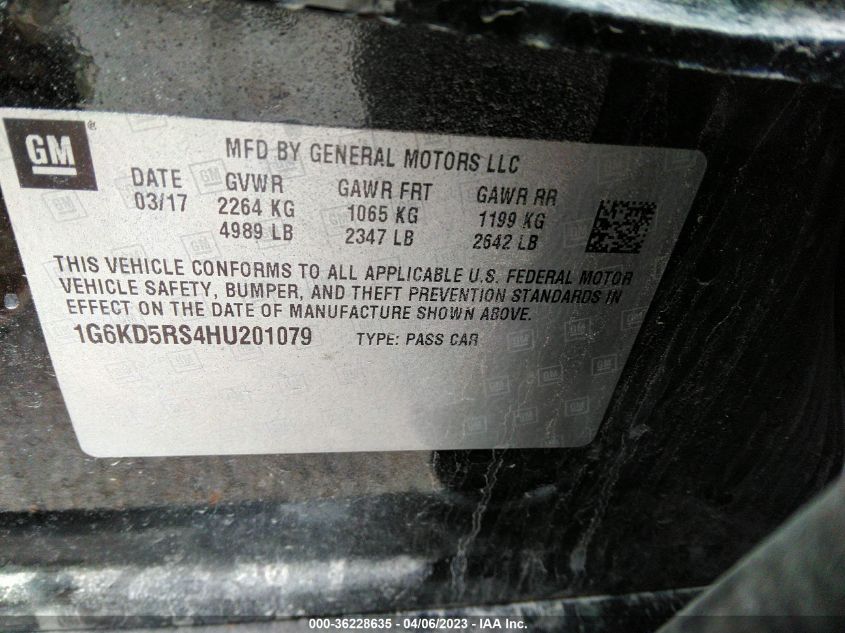 GM
®
MFD BY GENERAL MOTORS LLC
DATE GVWR GAWR FRT GAWR RR
03/17 2264 KG 1065 KG 1199 KG
4989 LB 2347 LB 2642 LB
THIS VEHICLE CONFORMS TO ALL APPLICABLE U.S. FEDERAL MOTOR
VEHICLE SAFETY, BUMPER, AND THEFT PREVENTION STANDARDS IN
EFFECT ON THE DATE OF MANUFACTURE SHOWN ABOVE.
1G6KD5RS4HU201079 TYPE: PASS CAR
000-36228635 - 04/06/2023 - IAA Inc.